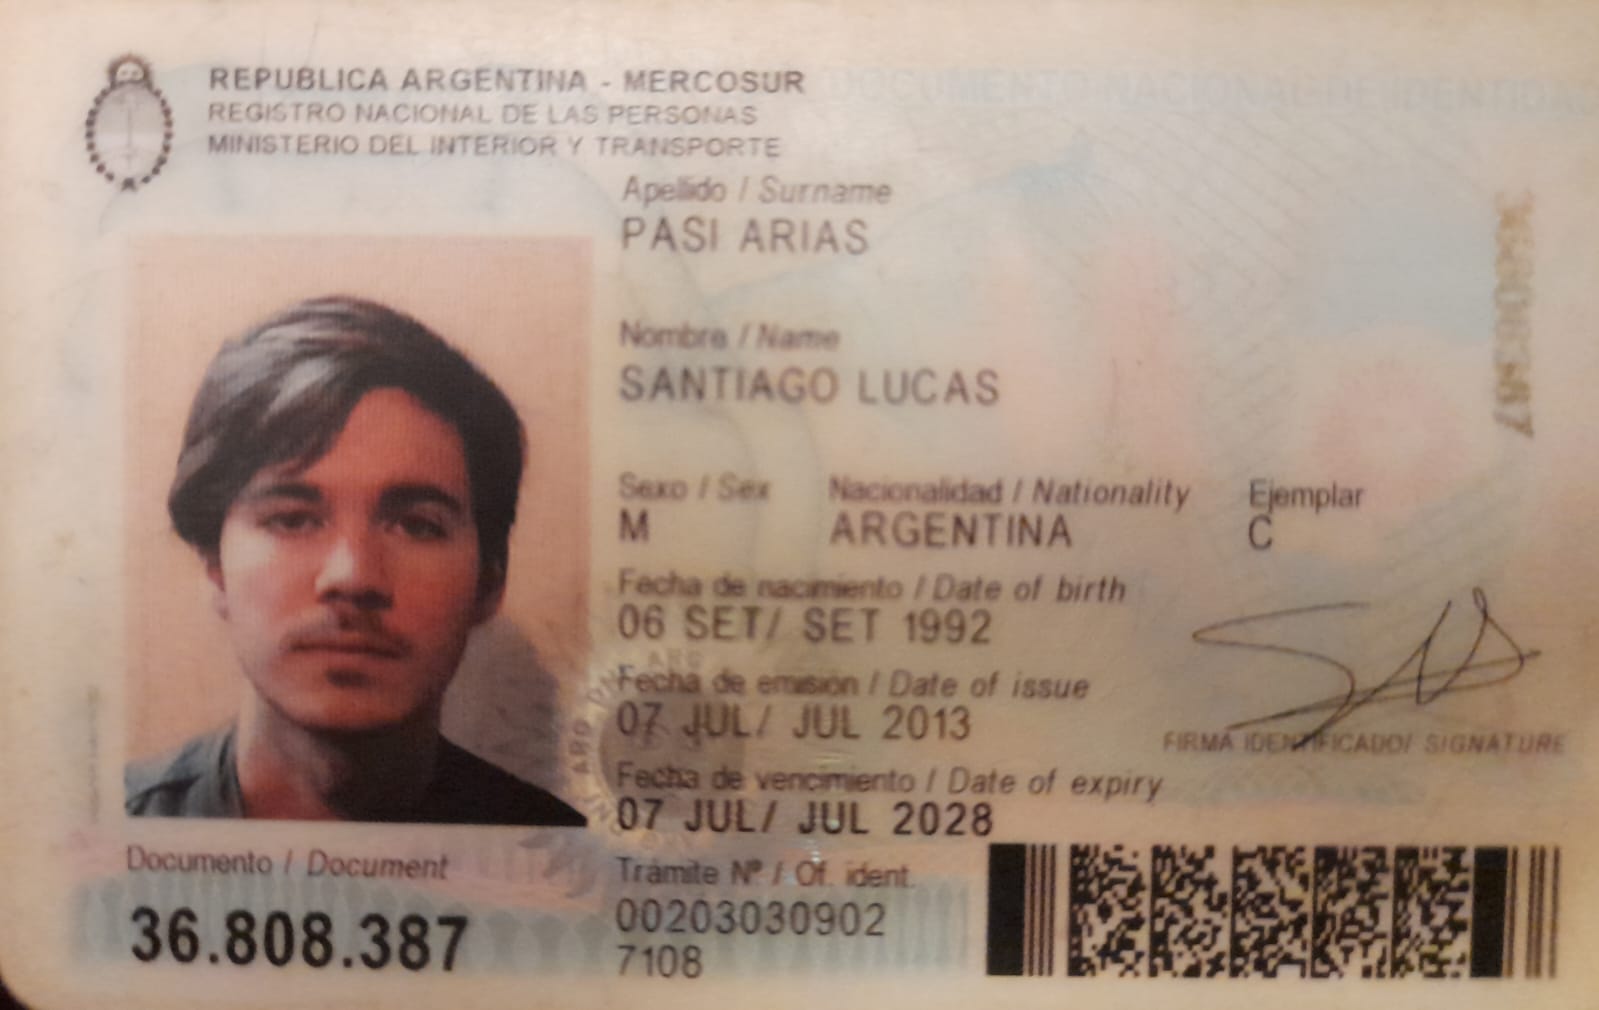 REPUBLICA ARGENTINA - MERCOSUR
REGISTRO NACIONAL DE LAS PERSONAS
MINISTERIO DEL INTERIOR Y TRANSPORTE
DOCUMENTO NACIONAL DE IDENTIDAD
Apellido / Surname
PASI ARIAS
Nombre / Name
SANTIAGO LUCAS
Sexo / Sex Nacionalidad / Nationality Ejemplar
M ARGENTINA C
Fecha de nacimiento / Date of birth
06 SET/ SET 1992
Fecha de emisión / Date of issue
07 JUL/ JUL 2013
FIRMA IDENTIFICADO/ SIGNATURE
Fecha de vencimiento / Date of expiry
07 JUL/ JUL 2028
Documento / Document
36.808.387
Trámite Nº / Of. ident.
00203030902
7108
36808387